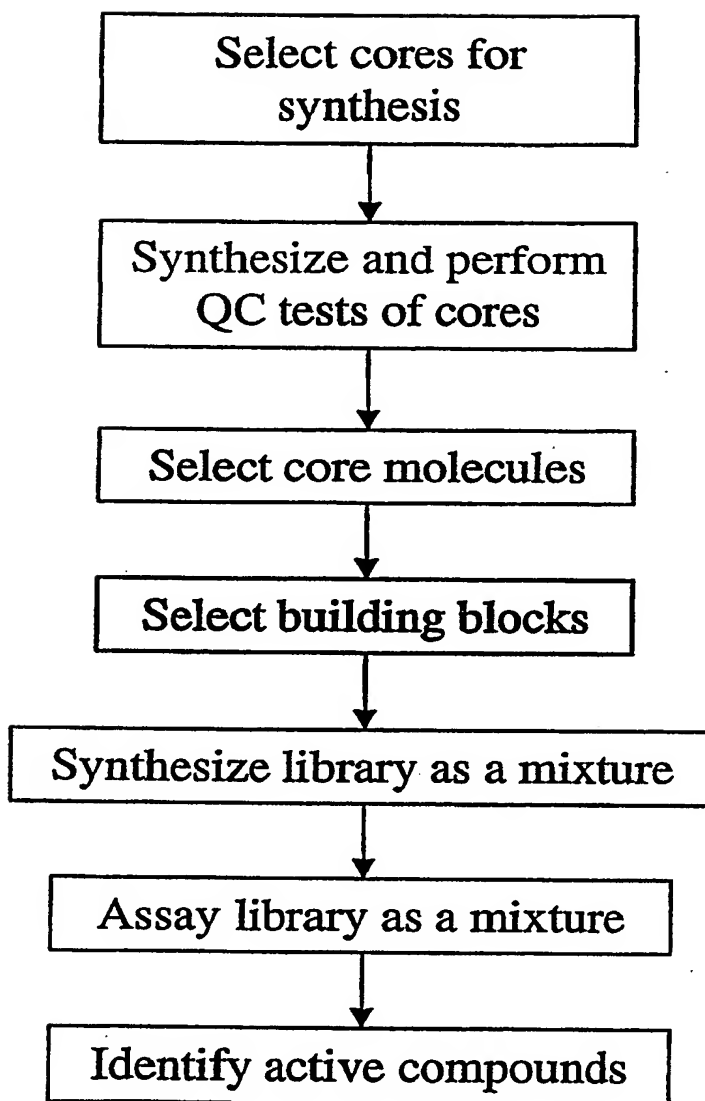 Select cores for
synthesis
Synthesize and perform
QC tests of cores
Select core molecules
Select building blocks
Synthesize library as a mixture
Assay library as a mixture
Identify active compounds